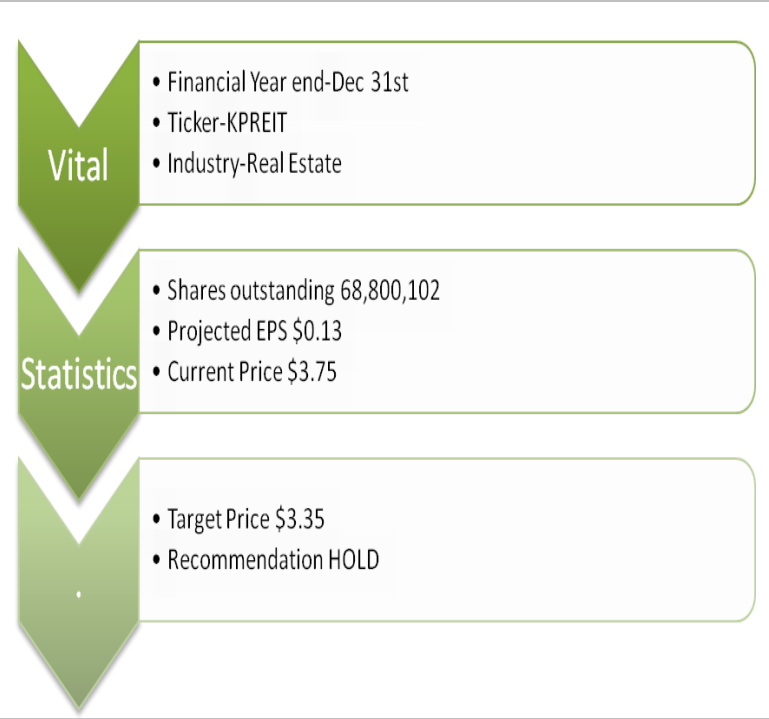 Vital
• Financial Year end-Dec 31st
• Ticker-KPREIT
• Industry-Real Estate
Statistics
• Shares outstanding 68,800,102
• Projected EPS $0.13
• Current Price $3.75
.
• Target Price $3.35
• Recommendation HOLD